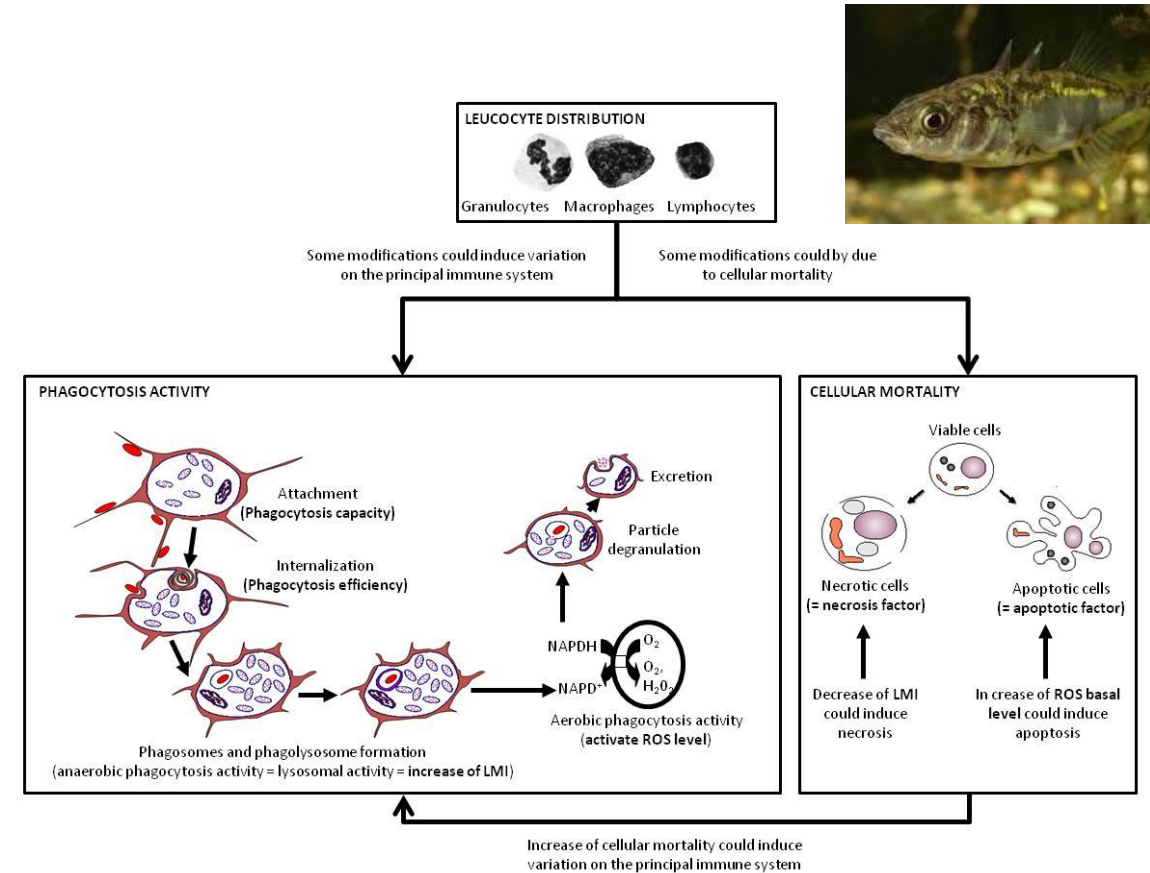 LEUCOCYTE DISTRIBUTION
Granulocytes Macrophages Lymphocytes
Some modifications could induce variation
on the principal immune system
Some modifications could by due
to cellular mortality
PHAGOCYTOSIS ACTIVITY
Attachment
(Phagocytosis capacity)
Internalization
(Phagocytosis efficiency)
Phagosomes and phagolysosome formation
(anaerobic phagocytosis activity = lysosomal activity = increase of LMI)
Excretion
Particle
degranulation
NAPDH
O₂
NAPD⁺
O₂,
H₂0₂
Aerobic phagocytosis activity
(activate ROS level)
CELLULAR MORTALITY
Viable cells
Necrotic cells
(= necrosis factor)
Apoptotic cells
(= apoptotic factor)
Decrease of LMI
could induce
necrosis
In crease of ROS basal
level could induce
apoptosis
Increase of cellular mortality could induce
variation on the principal immune system